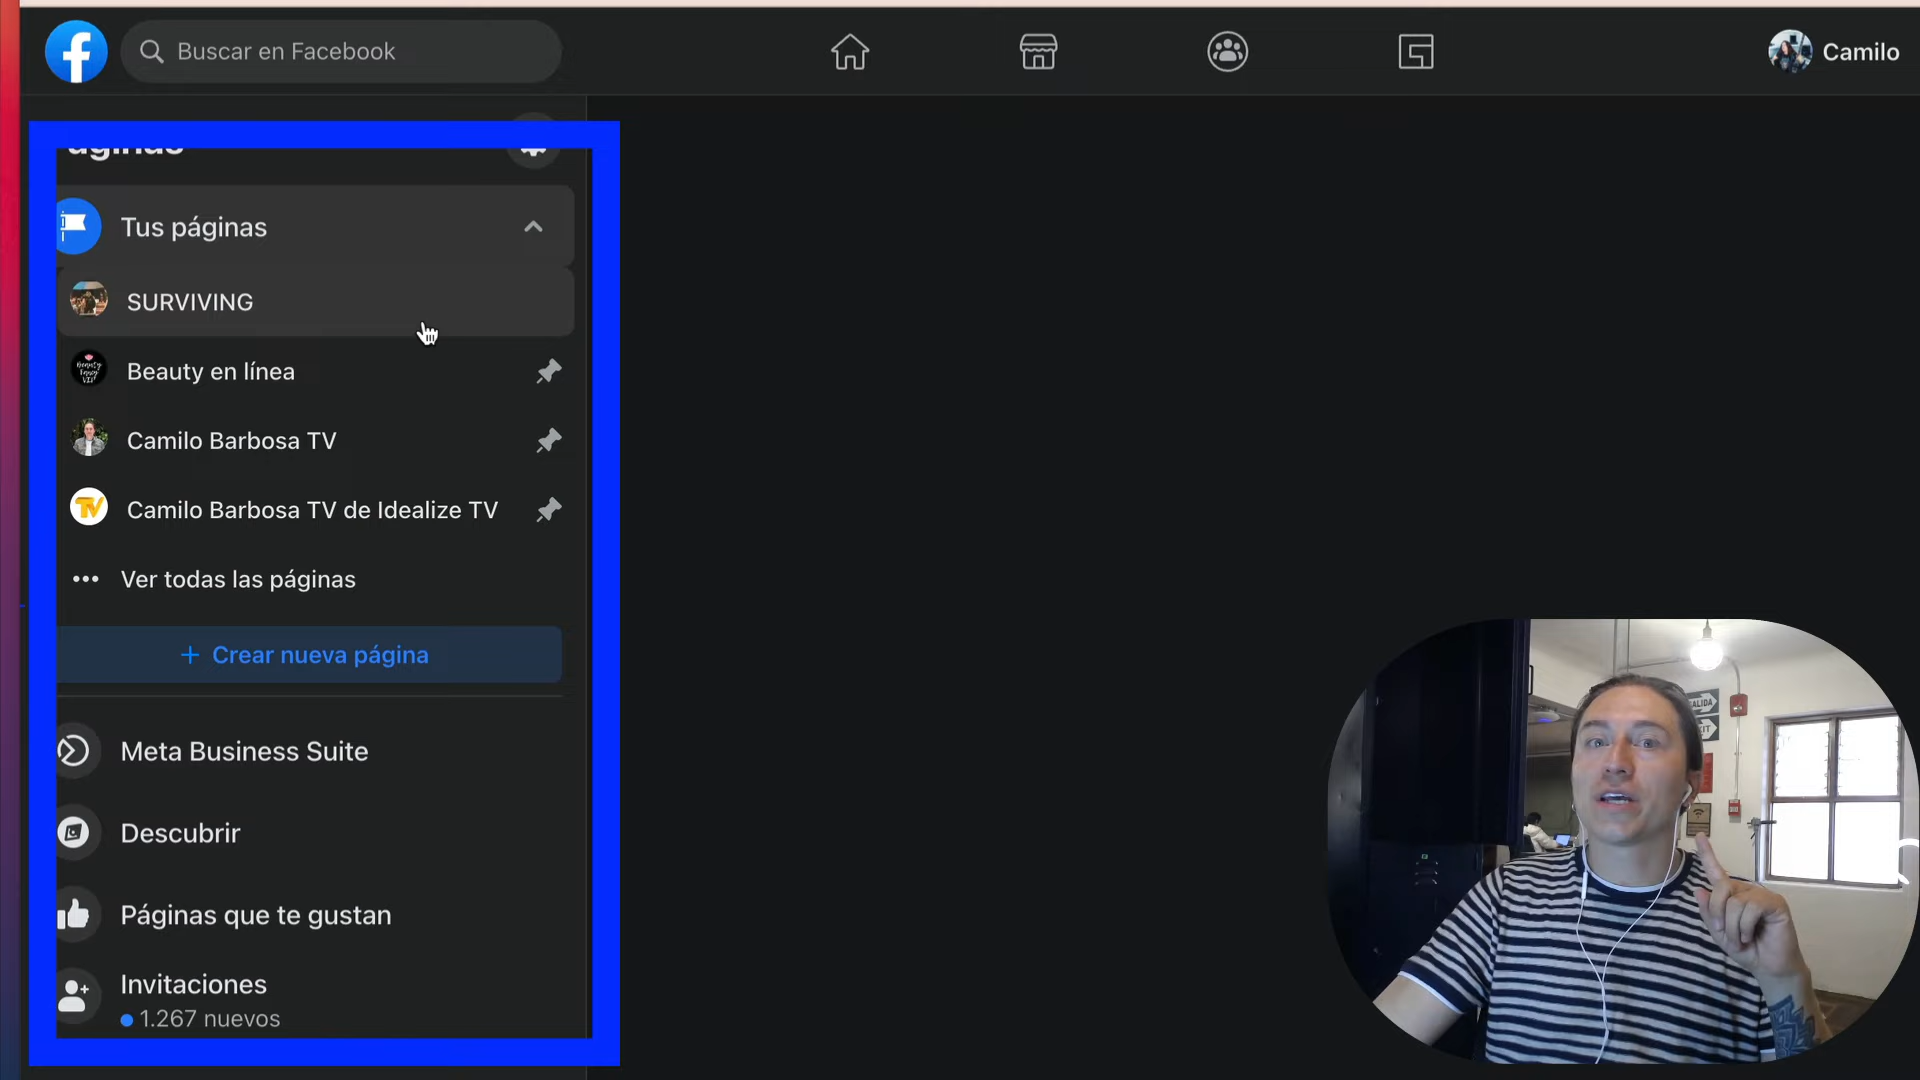 Buscar en Facebook
Camilo
Tus páginas
SURVIVING
Beauty en línea
Camilo Barbosa TV
TV
Camilo Barbosa TV de Idealize TV
Ver todas las páginas
+ Crear nueva página
Meta Business Suite
Descubrir
Páginas que te gustan
Invitaciones
1.267 nuevos